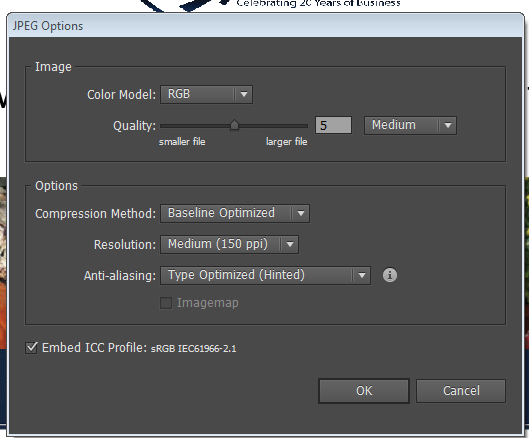 Celebrating 20 Years of Business
JPEG Options
Image
Color Model: RGB
Quality: 5 Medium
smaller file larger file
Options
Compression Method: Baseline Optimized
Resolution: Medium (150 ppi)
Anti-aliasing: Type Optimized (Hinted)
Imagemap
Embed ICC Profile: sRGB IEC61966-2.1
OK Cancel